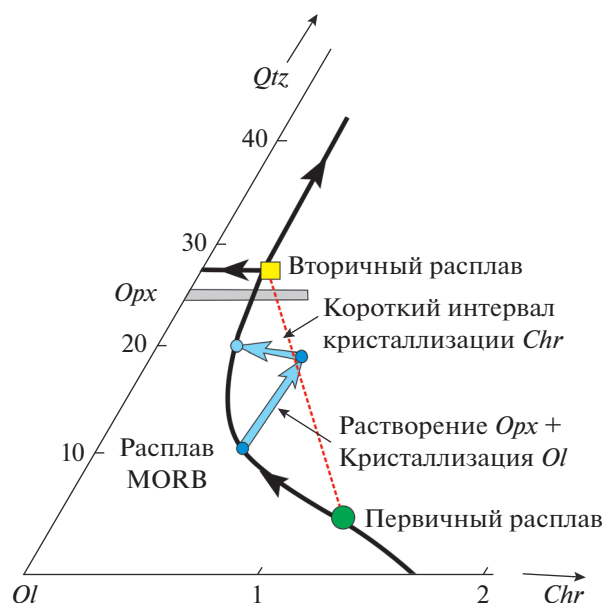 Qtz
40
30
Вторичный расплав
Opx
Короткий интервал
кристаллизации Chr
20
Растворение Opx +
Кристаллизация Ol
10
Расплав
MORB
Первичный расплав
Ol
1
2
Chr